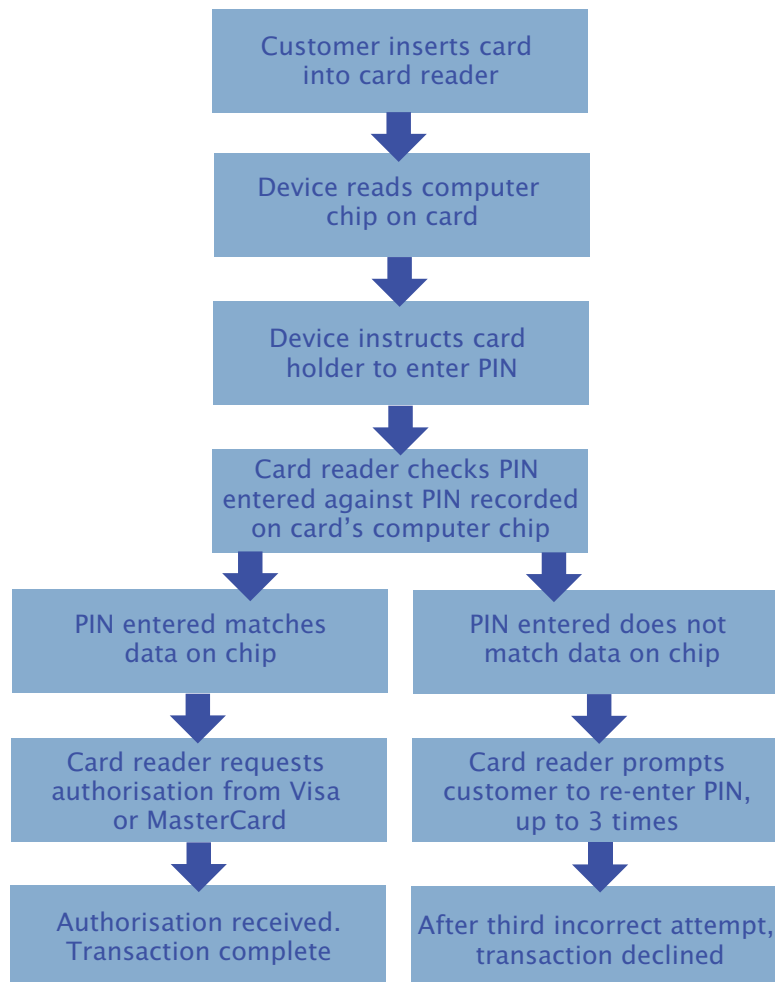 Customer inserts card
into card reader
Device reads computer
chip on card
Device instructs card
holder to enter PIN
Card reader checks PIN
entered against PIN recorded
on card's computer chip
PIN entered matches
data on chip
PIN entered does not
match data on chip
Card reader requests
authorisation from Visa
or MasterCard
Card reader prompts
customer to re-enter PIN,
up to 3 times
Authorisation received.
Transaction complete
After third incorrect attempt,
transaction declined